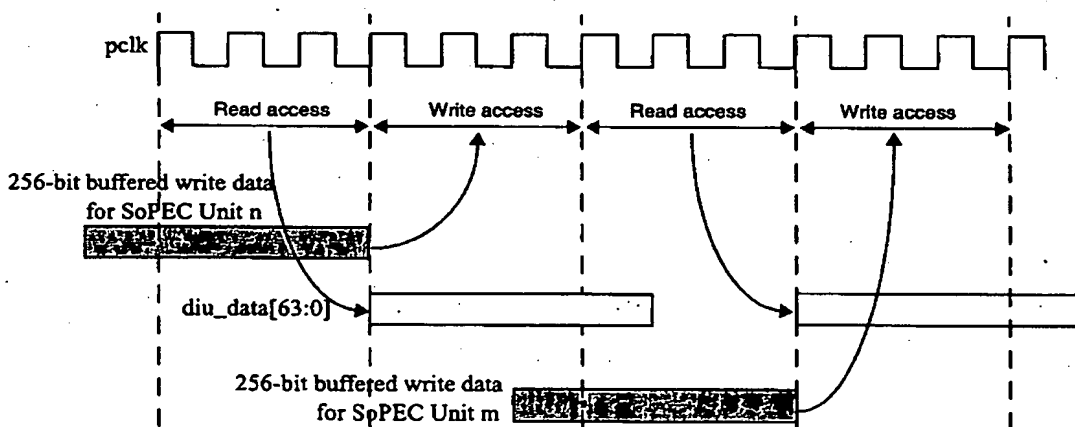 pclk
Read access
Write access
Read access
Write access
256-bit buffered write data
for SoPEC Unit n
diu_data[63:0]
256-bit buffered write data
for SoPEC Unit m